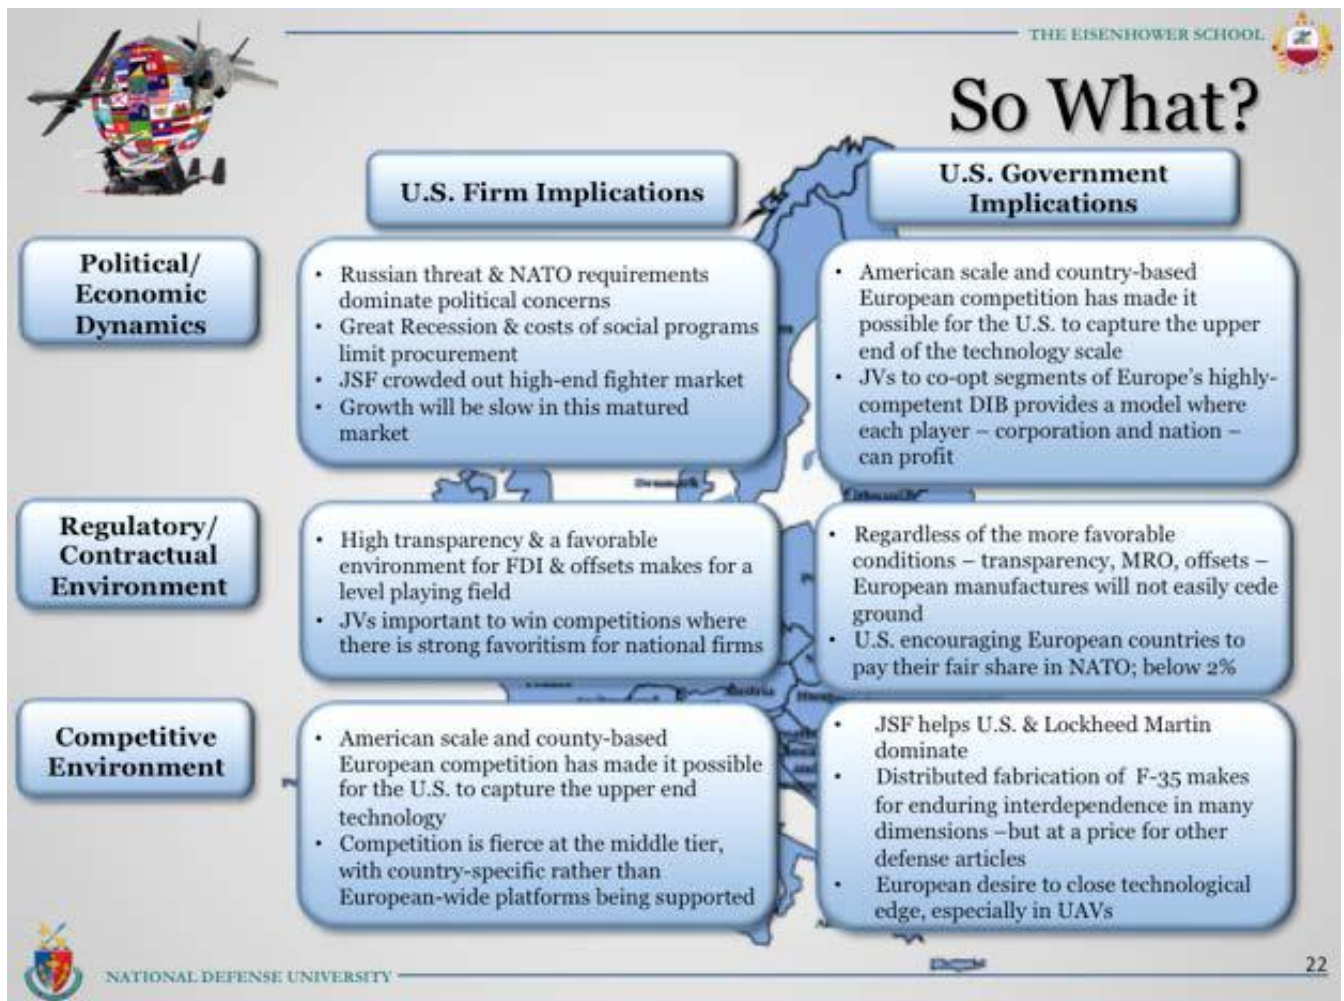 THE EISENHOWER SCHOOL
So What?
U.S. Firm Implications
U.S. Government
Implications
Political/
Economic
Dynamics
• Russian threat & NATO requirements
dominate political concerns
• Great Recession & costs of social programs
limit procurement
• JSF crowded out high-end fighter market
• Growth will be slow in this matured
market
• American scale and country-based
European competition has made it
possible for the U.S. to capture the upper
end of the technology scale
• JVs to co-opt segments of Europe's highly-
competent DIB provides a model where
each player – corporation and nation –
can profit
Regulatory/
Contractual
Environment
• High transparency & a favorable
environment for FDI & offsets makes for a
level playing field
• JVs important to win competitions where
there is strong favoritism for national firms
• Regardless of the more favorable
conditions – transparency, MRO, offsets –
European manufactures will not easily cede
ground
• U.S. encouraging European countries to
pay their fair share in NATO; below 2%
Competitive
Environment
• American scale and county-based
European competition has made it possible
for the U.S. to capture the upper end
technology
• Competition is fierce at the middle tier,
with country-specific rather than
European-wide platforms being supported
• JSF helps U.S. & Lockheed Martin
dominate
• Distributed fabrication of F-35 makes
for enduring interdependence in many
dimensions –but at a price for other
defense articles
• European desire to close technological
edge, especially in UAVs
Denmark
Austria
NATIONAL DEFENSE UNIVERSITY
22